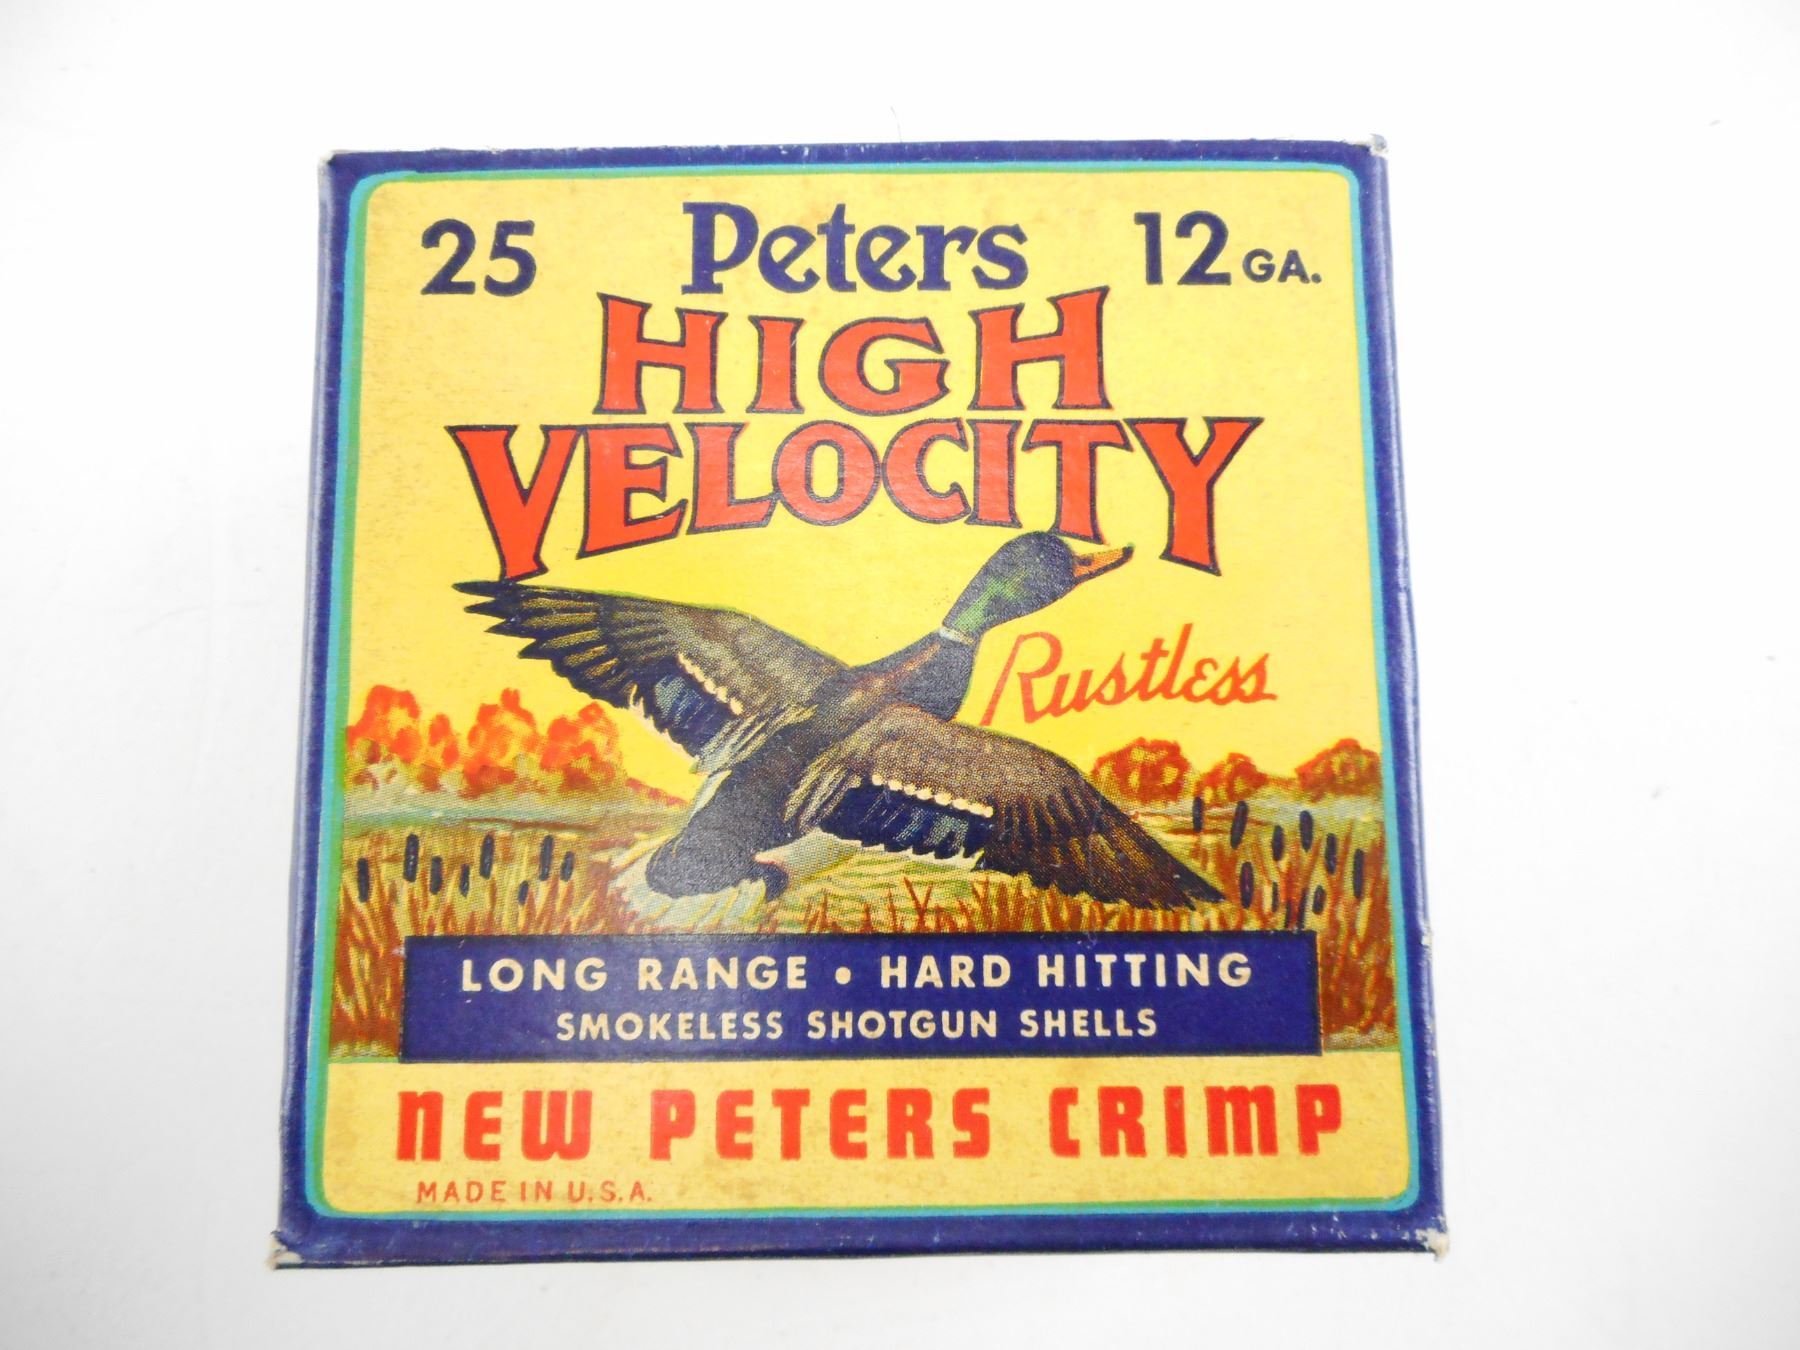 25 Peters 12 GA.
HIGH
VELOCITY
Rustless
LONG RANGE • HARD HITTING
SMOKELESS SHOTGUN SHELLS
NEW PETERS CRIMP
MADE IN U.S.A.